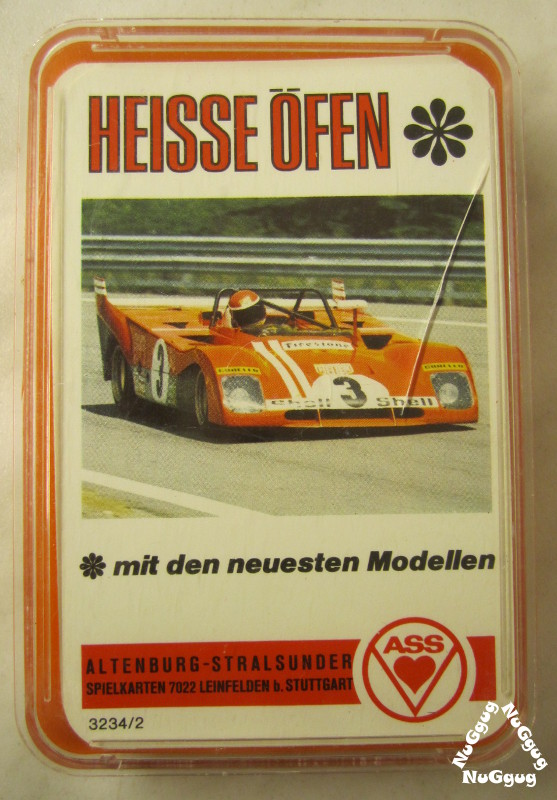 HEISSE ÖFEN
Firestone
3
3
Shell Shell
mit den neuesten Modellen
ASS
ALTENBURG-STRALSUNDER
SPIELKARTEN 7022 LEINFELDEN b. STUTTGART
3234/2
NuGgug
NuGgug
NuGgug